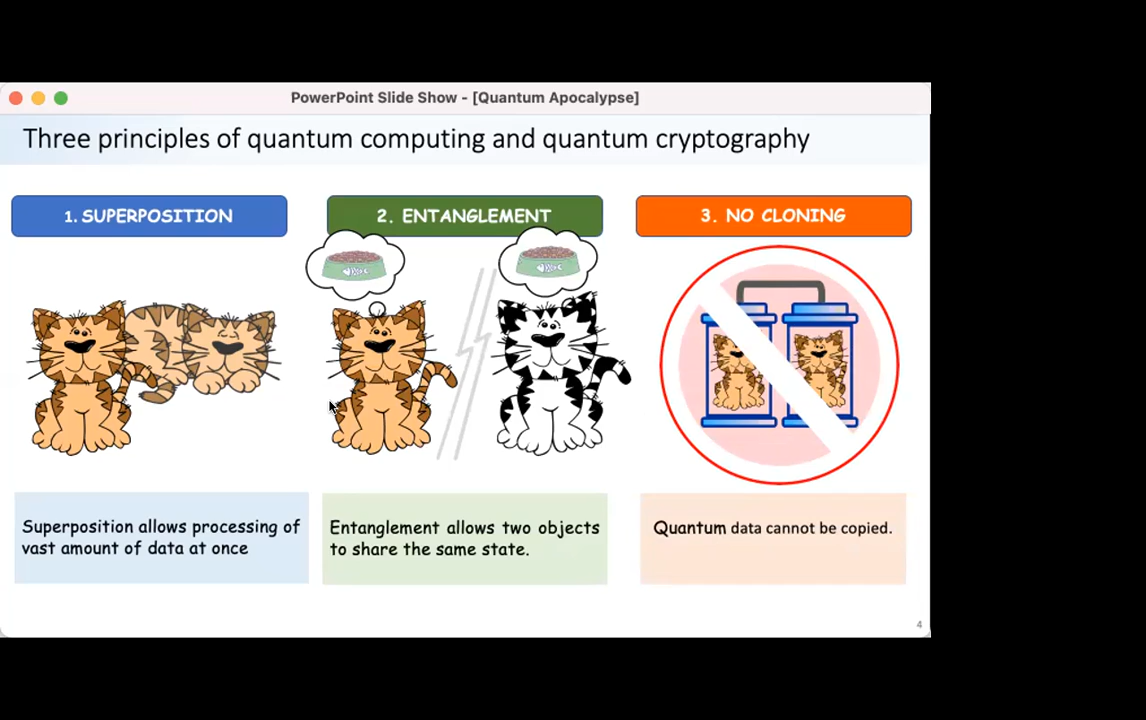 PowerPoint Slide Show - [Quantum Apocalypse]
Three principles of quantum computing and quantum cryptography
1. SUPERPOSITION
2. ENTANGLEMENT
3. NO CLONING
Superposition allows processing of
vast amount of data at once
Entanglement allows two objects
to share the same state.
Quantum data cannot be copied.
4